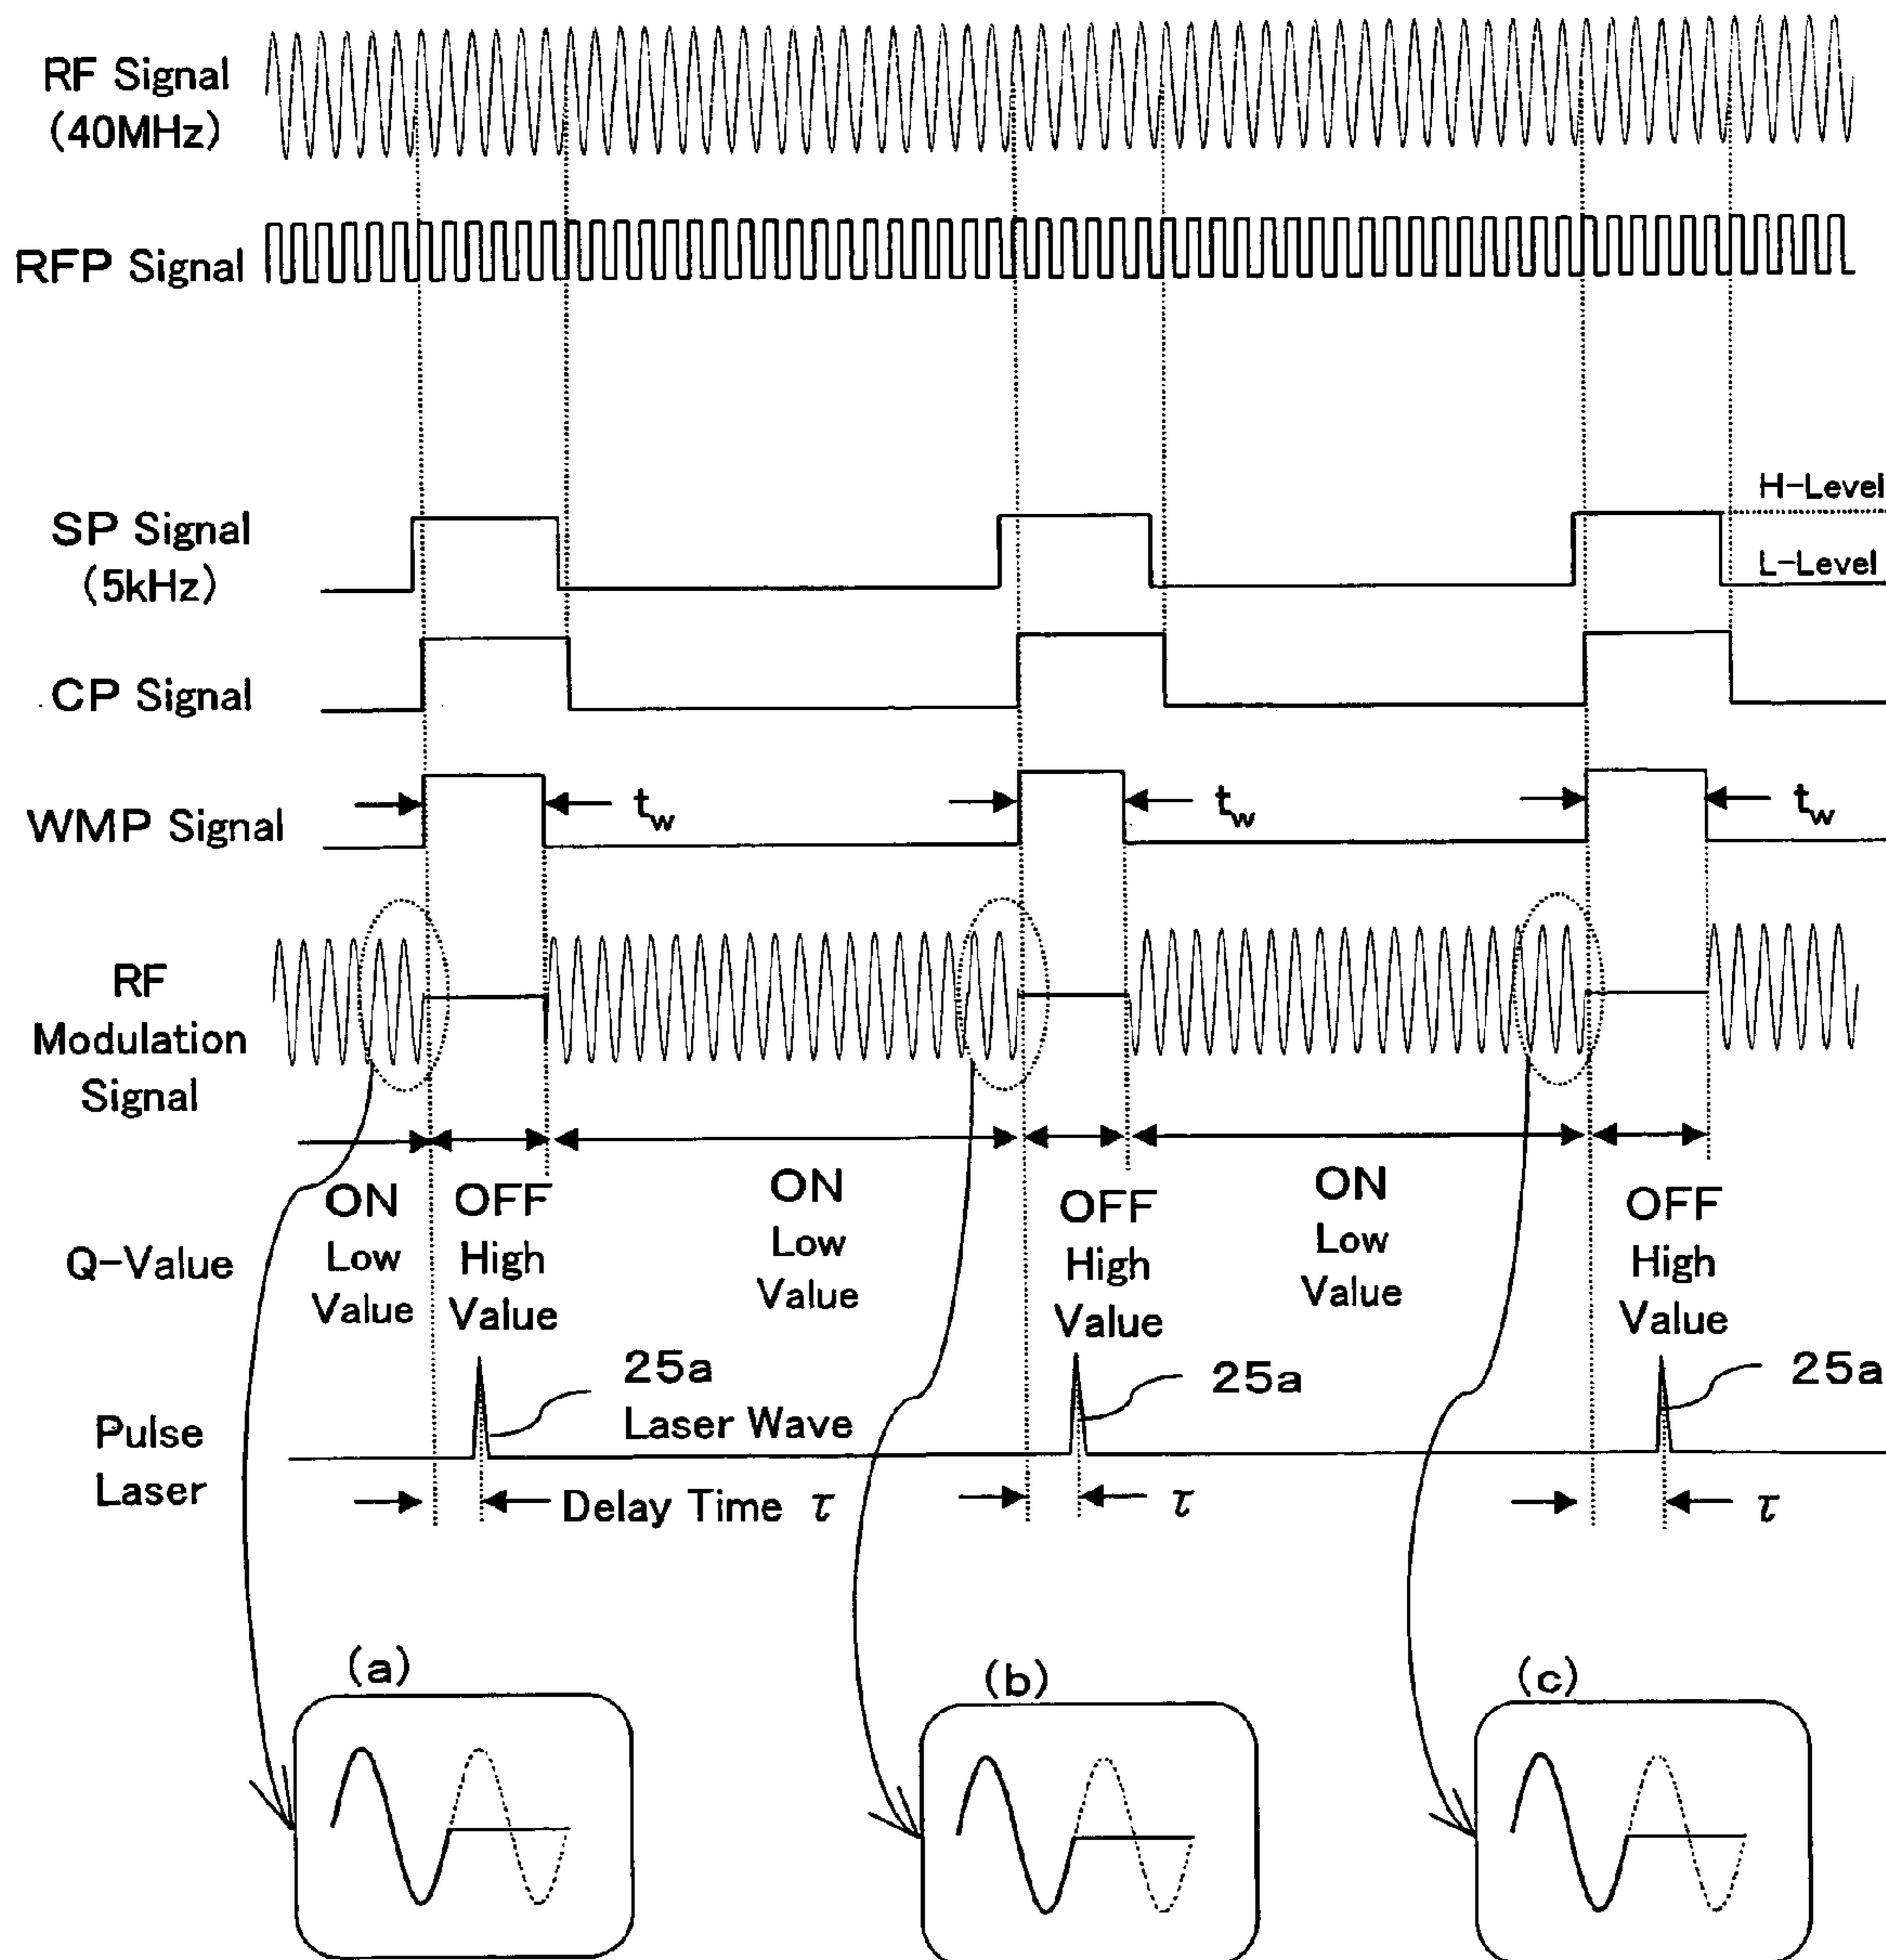 RF Signal
(40MHz)
RFP Signal
H-Level
SP Signal
(5kHz)
L-Level
CP Signal
WMP Signal
tw
tw
tw
RF
Modulation
Signal
ON
OFF
ON
OFF
ON
OFF
Q-Value
Low
Value
High
Value
Low
Value
High
Value
Low
Value
High
Value
25a
Laser Wave
25a
25a
Pulse
Laser
Delay Time τ
τ
τ
(a)
(b)
(c)